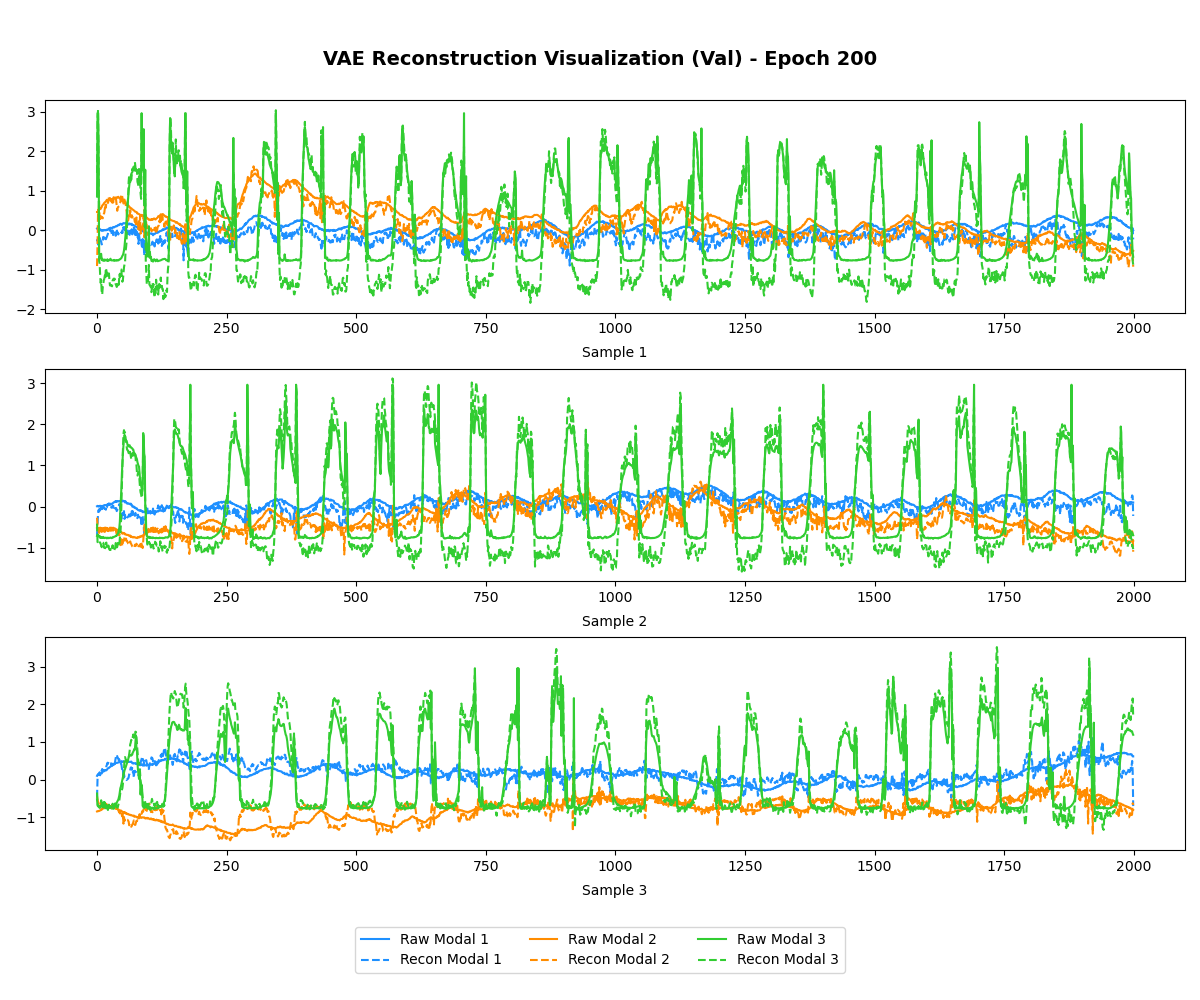 VAE Reconstruction Visualization (Val) - Epoch 200
3
2
1
0
−1
−2
0 250 500 750 1000 1250 1500 1750 2000
Sample 1
3
2
1
0
−1
0 250 500 750 1000 1250 1500 1750 2000
Sample 2
3
2
1
0
−1
0 250 500 750 1000 1250 1500 1750 2000
Sample 3
Raw Modal 1 Raw Modal 2 Raw Modal 3
Recon Modal 1 Recon Modal 2 Recon Modal 3